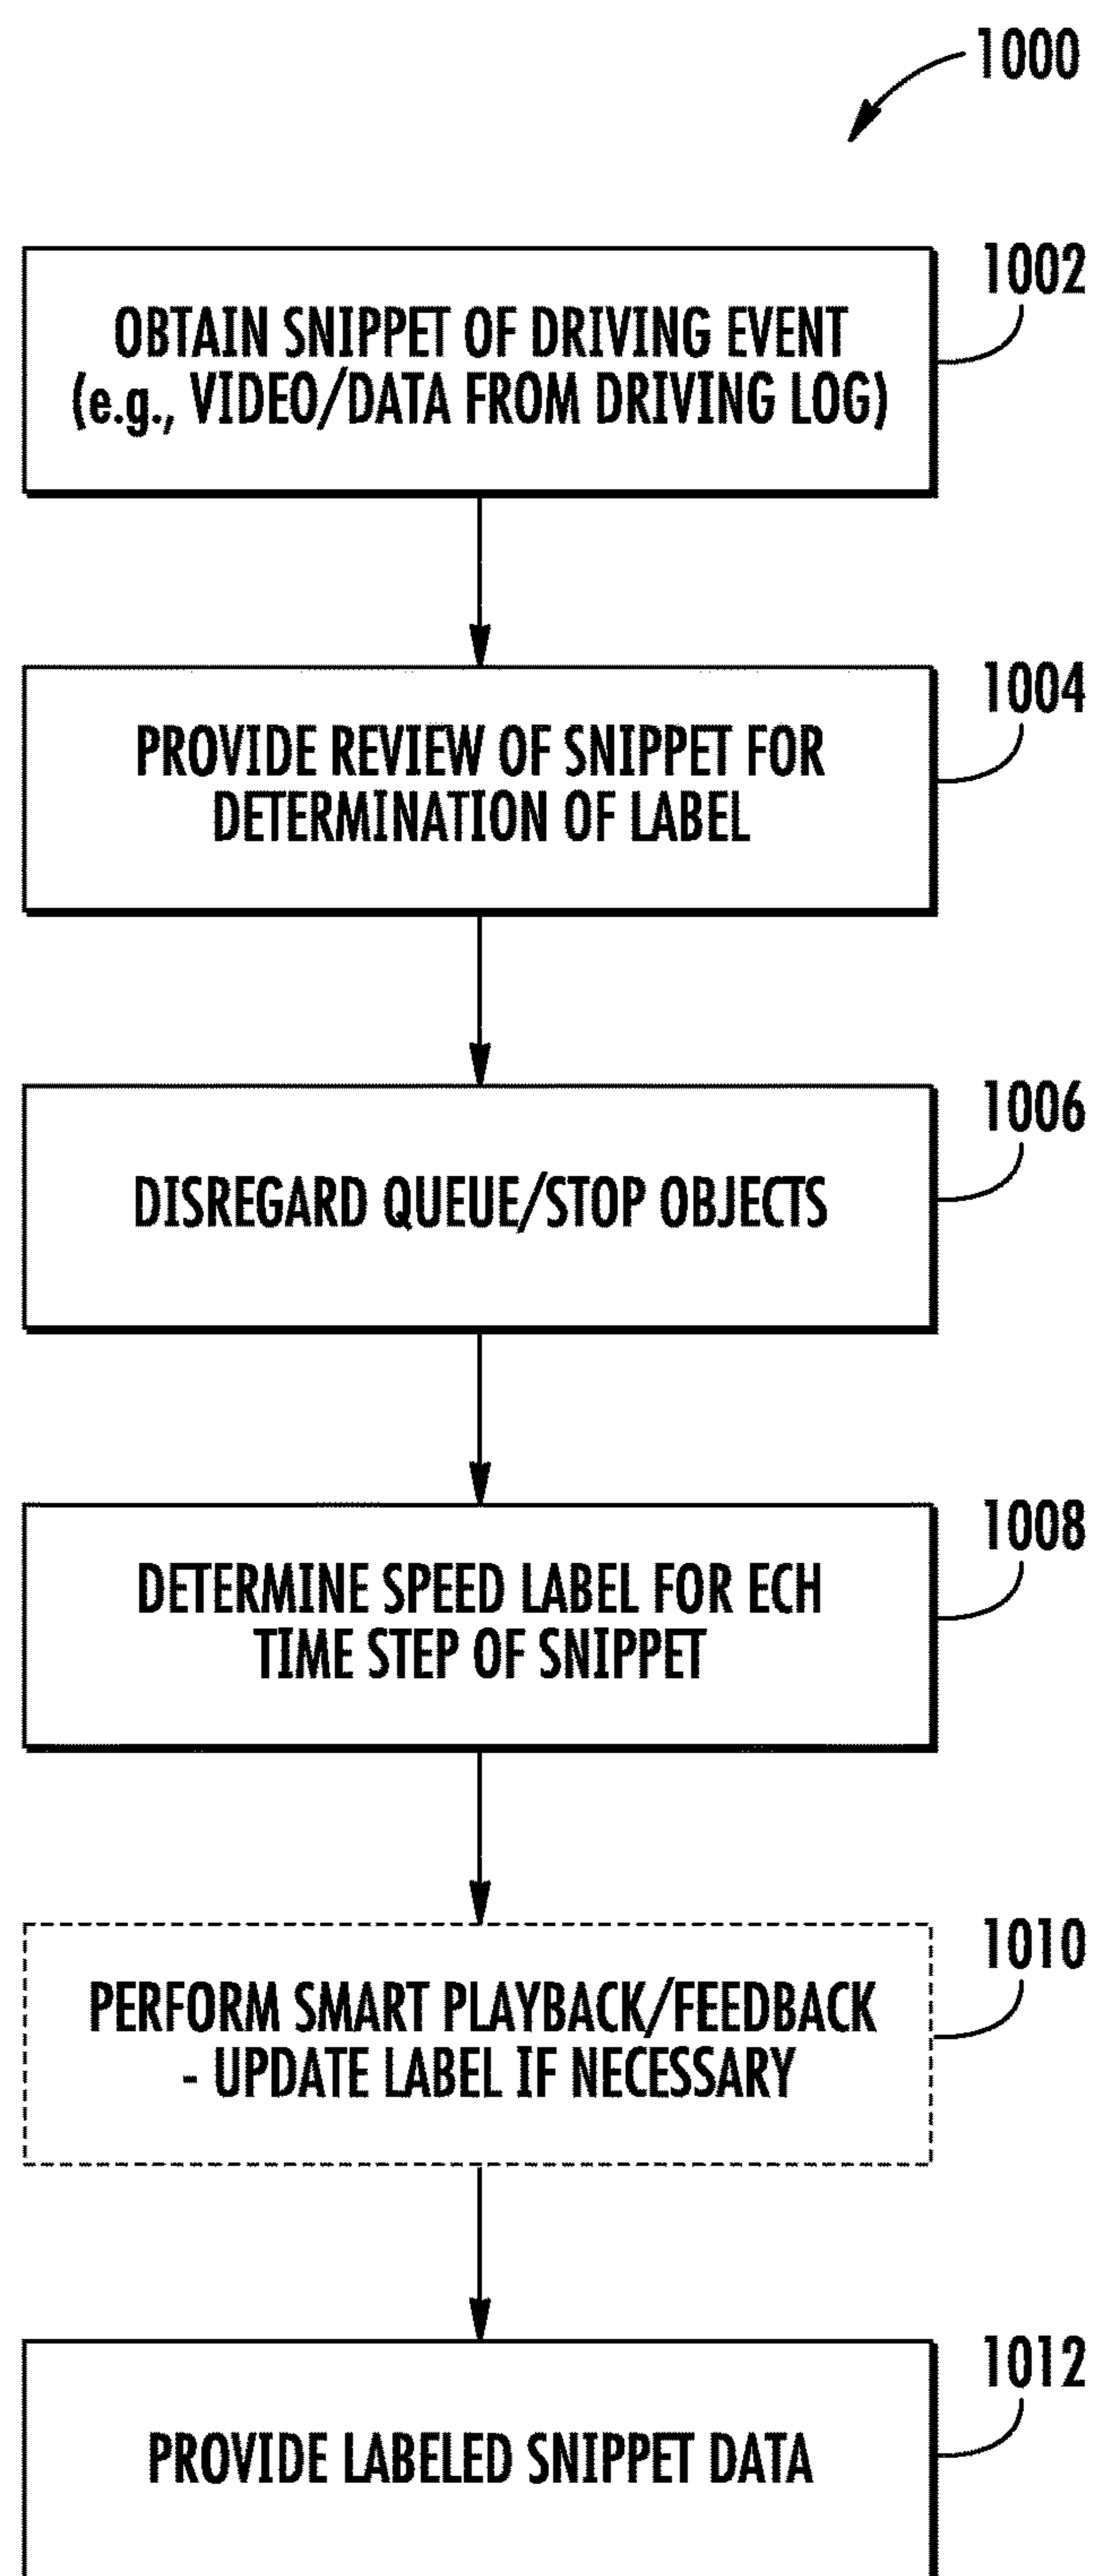 1000
1002
OBTAIN SNIPPET OF DRIVING EVENT
(e.g., VIDEO/DATA FROM DRIVING LOG)
1004
PROVIDE REVIEW OF SNIPPET FOR
DETERMINATION OF LABEL
1006
DISREGARD QUEUE/STOP OBJECTS
1008
DETERMINE SPEED LABEL FOR ECH
TIME STEP OF SNIPPET
1010
PERFORM SMART PLAYBACK/FEEDBACK
- UPDATE LABEL IF NECESSARY
1012
PROVIDE LABELED SNIPPET DATA